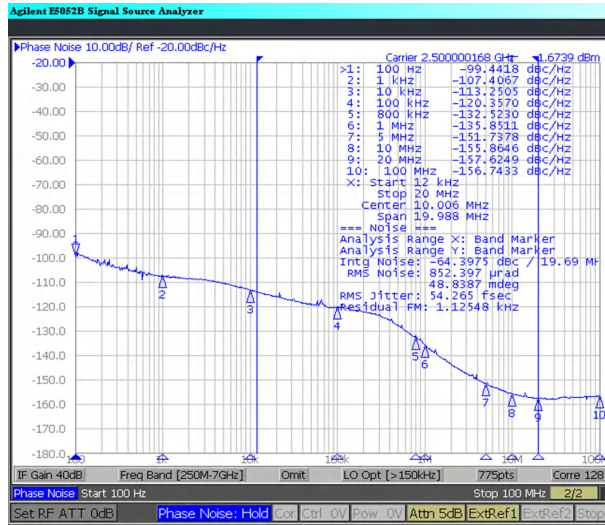 Agilent E5052B Signal Source Analyzer
Phase Noise 10.00dB/ Ref -20.00dBc/Hz
Carrier 2.500000168 GHz -1.6739 dBm
-20.00
>1: 100 Hz -99.4418 dBc/Hz
2: 1 kHz -107.4067 dBc/Hz
-30.00
3: 10 kHz -113.2505 dBc/Hz
4: 100 kHz -120.3570 dBc/Hz
-40.00
5: 800 kHz -132.5230 dBc/Hz
6: 1 MHz -135.8511 dBc/Hz
-50.00
7: 5 MHz -151.7378 dBc/Hz
8: 10 MHz -155.8646 dBc/Hz
-60.00
9: 20 MHz -157.6249 dBc/Hz
10: 100 MHz -156.7433 dBc/Hz
-70.00
X: Start 12 kHz
Stop 20 MHz
-80.00
Center 10.006 MHz
Span 19.988 MHz
-90.00
=== Noise ===
Analysis Range X: Band Marker
-100.0
Analysis Range Y: Band Marker
Intg Noise: -64.3975 dBc / 19.69 MH
-110.0
RMS Noise: 852.397 µrad
48.8387 mdeg
RMS Jitter: 54.265 fsec
-120.0
Residual FM: 1.12548 kHz
-130.0
-140.0
-150.0
-160.0
-170.0
-180.0
1
2
3
4
5
6
7
8
9
10
100 1k 10k 100k 1M 10M 100M
IF Gain 40dB Freq Band [250M-7GHz] Omit LO Opt [>150kHz] 775pts Corre 128
Phase Noise Start 100 Hz Stop 100 MHz 2/2
Set RF ATT 0dB Phase Noise: Hold Cor Ctrl 0V Pow 0V Attn 5dB ExtRef1 ExtRef2 Stop